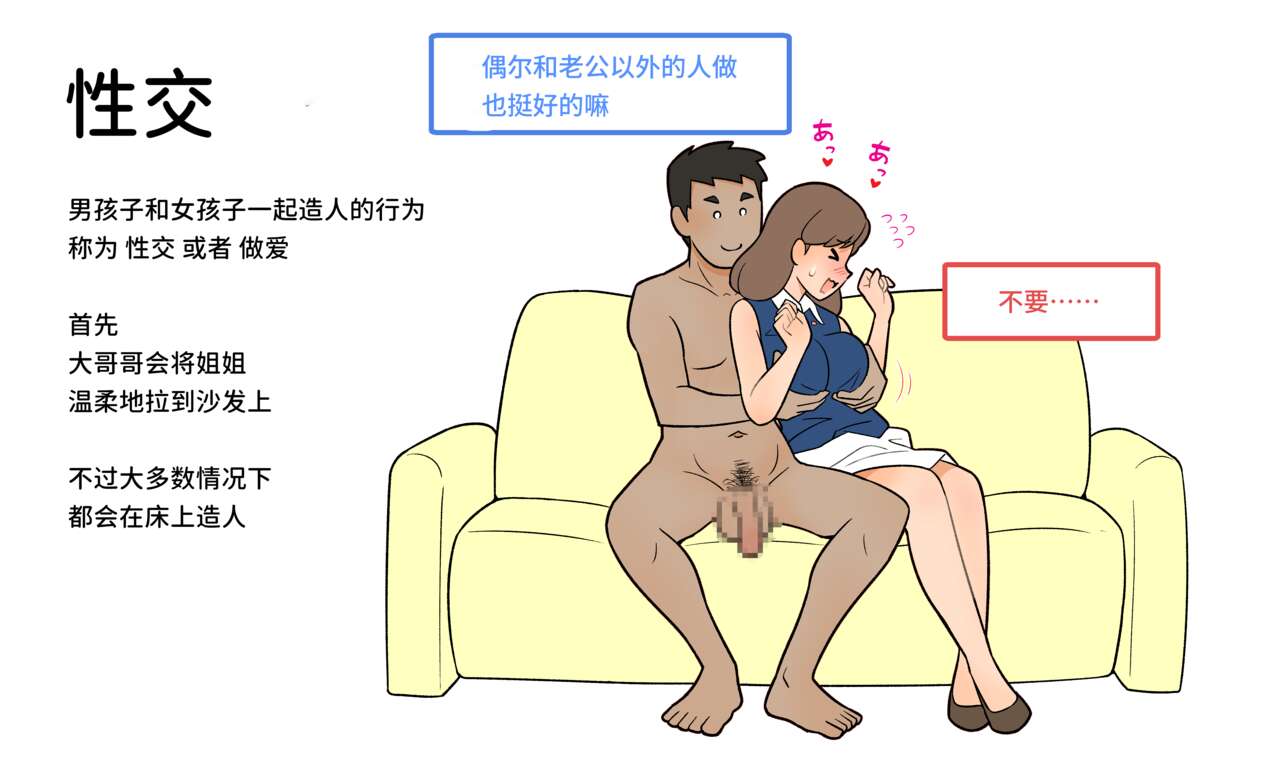 性交
偶尔和老公以外的人做
也挺好的嘛
あっ
あっ
っっ
っっ
っ
男孩子和女孩子一起造人的行为
称为 性交 或者 做爱
不要……
首先
大哥哥会将姐姐
温柔地拉到沙发上
不过大多数情况下
都会在床上造人